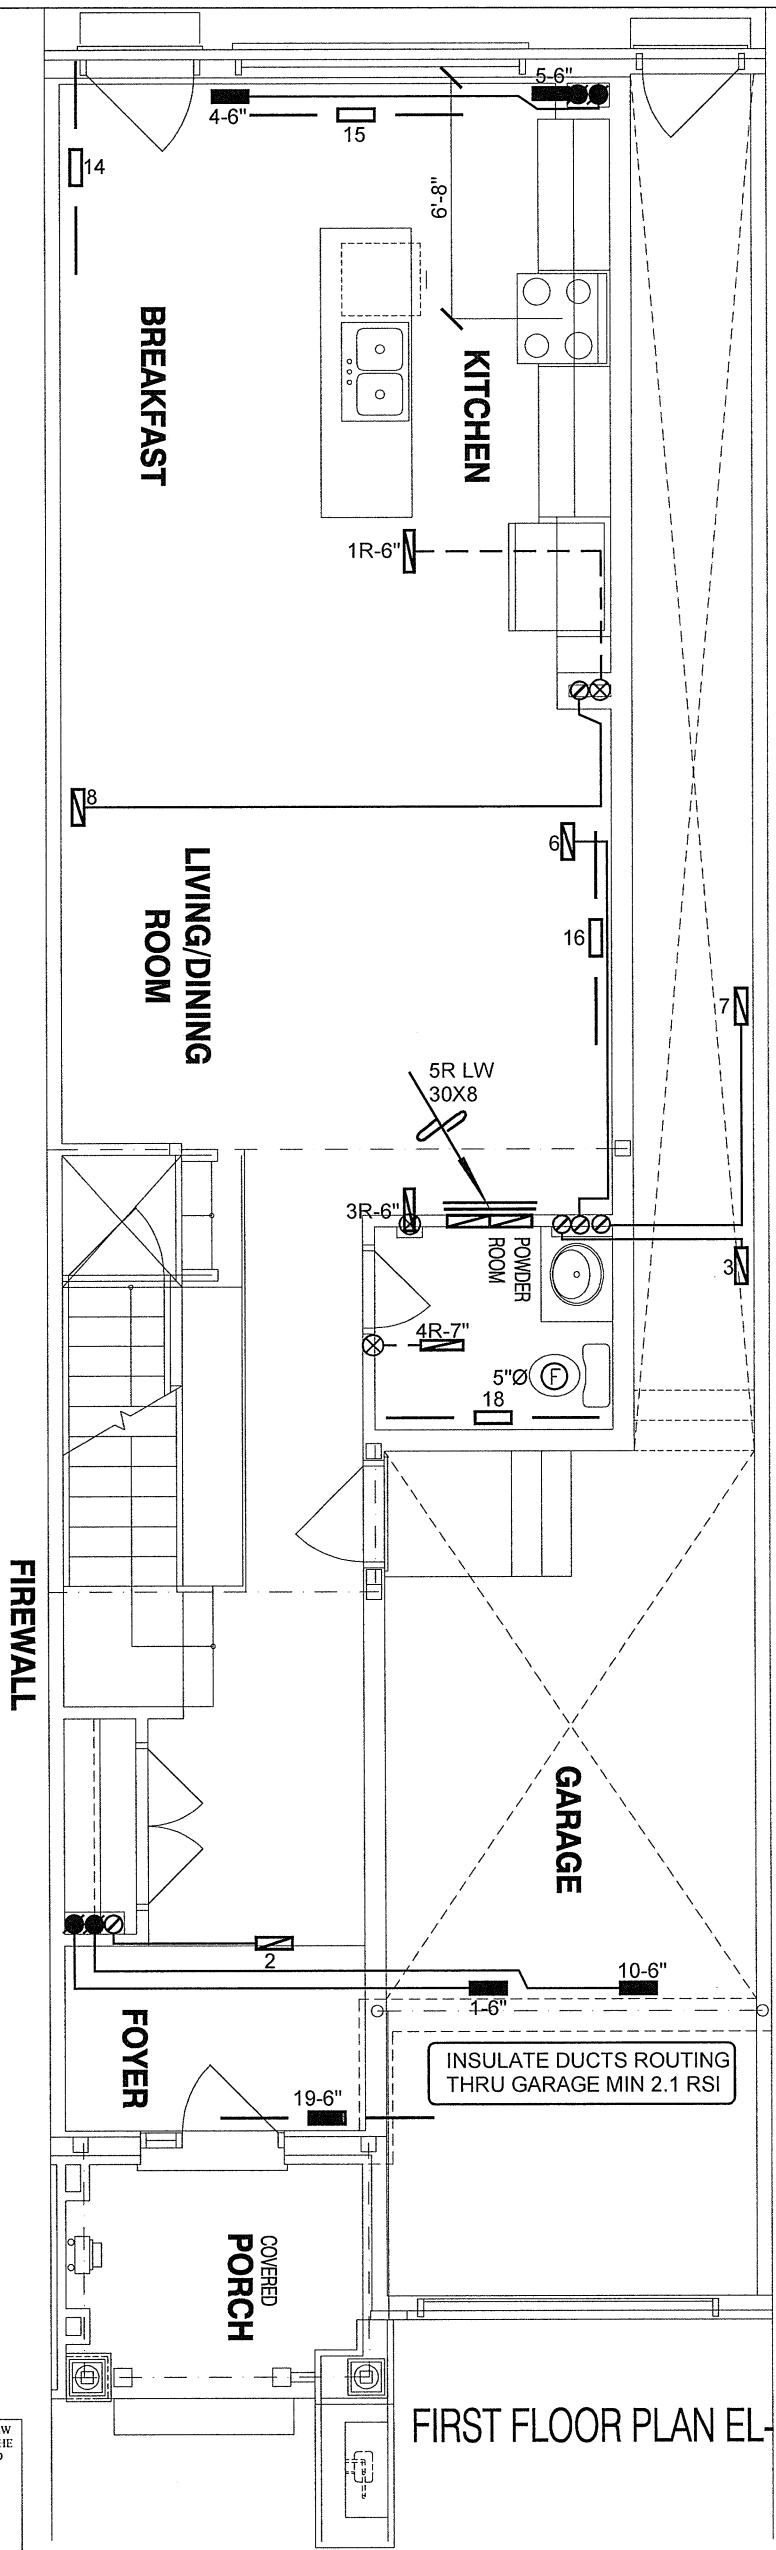 5-6"
4-6"
15
14
6'-8"
BREAKFAST
KITCHEN
1R-6"
8
6
LIVING/DINING
ROOM
16
7
5R LW
30X8
3R-6"
POWDER
ROOM
3
4R-7"
5"Ø
F
18
FIREWALL
GARAGE
2
10-6"
1-6"
FOYER
INSULATE DUCTS ROUTING
THRU GARAGE MIN 2.1 RSI
19-6"
COVERED
PORCH
FIRST FLOOR PLAN EL-
W
HE